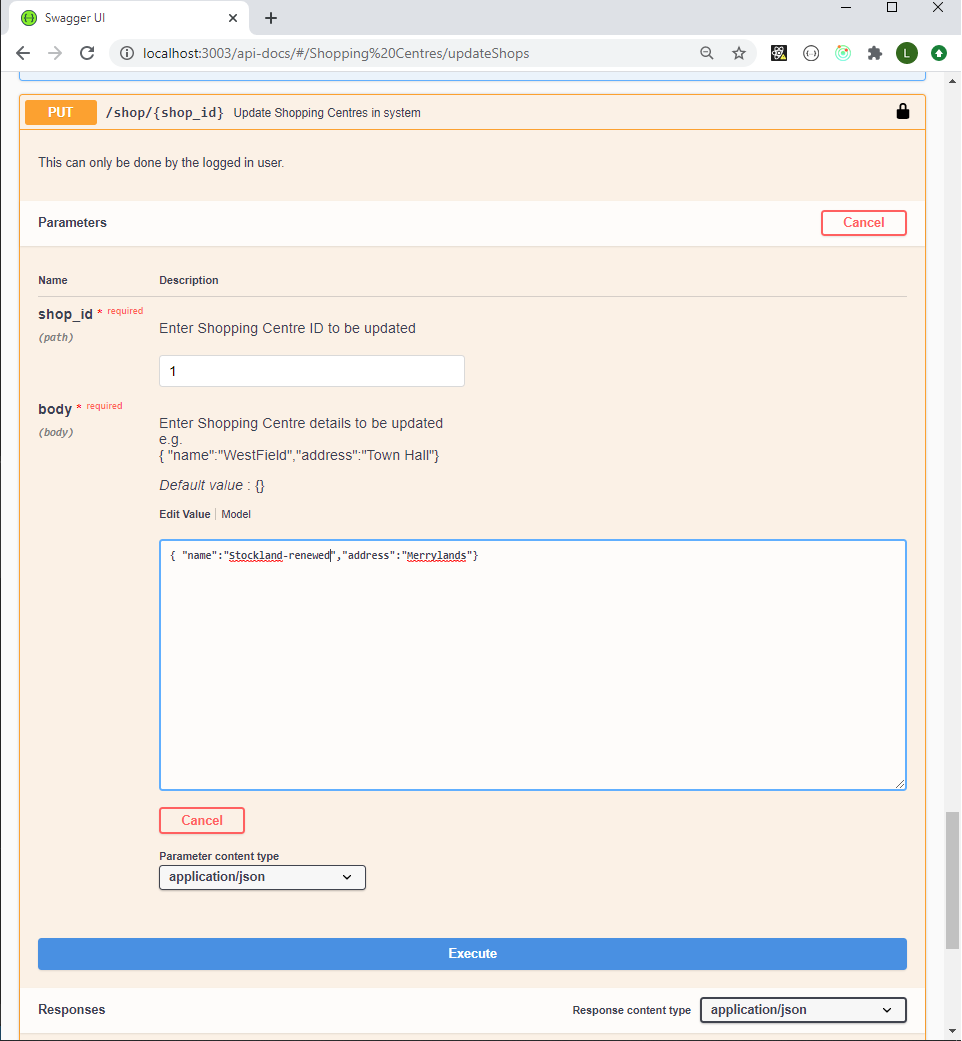 Swagger UI
localhost:3003/api-docs/#/Shopping%20Centres/updateShops
L
PUT /shop/{shop_id} Update Shopping Centres in system
This can only be done by the logged in user.
Parameters Cancel
Name Description
shop_id * required
(path)
Enter Shopping Centre ID to be updated
1
body * required
(body)
Enter Shopping Centre details to be updated
e.g.
{ "name":"WestField","address":"Town Hall"}
Default value : {}
Edit Value Model
{ "name":"Stockland-renewed","address":"Merrylands"}
Cancel
Parameter content type
application/json
Execute
Responses Response content type application/json